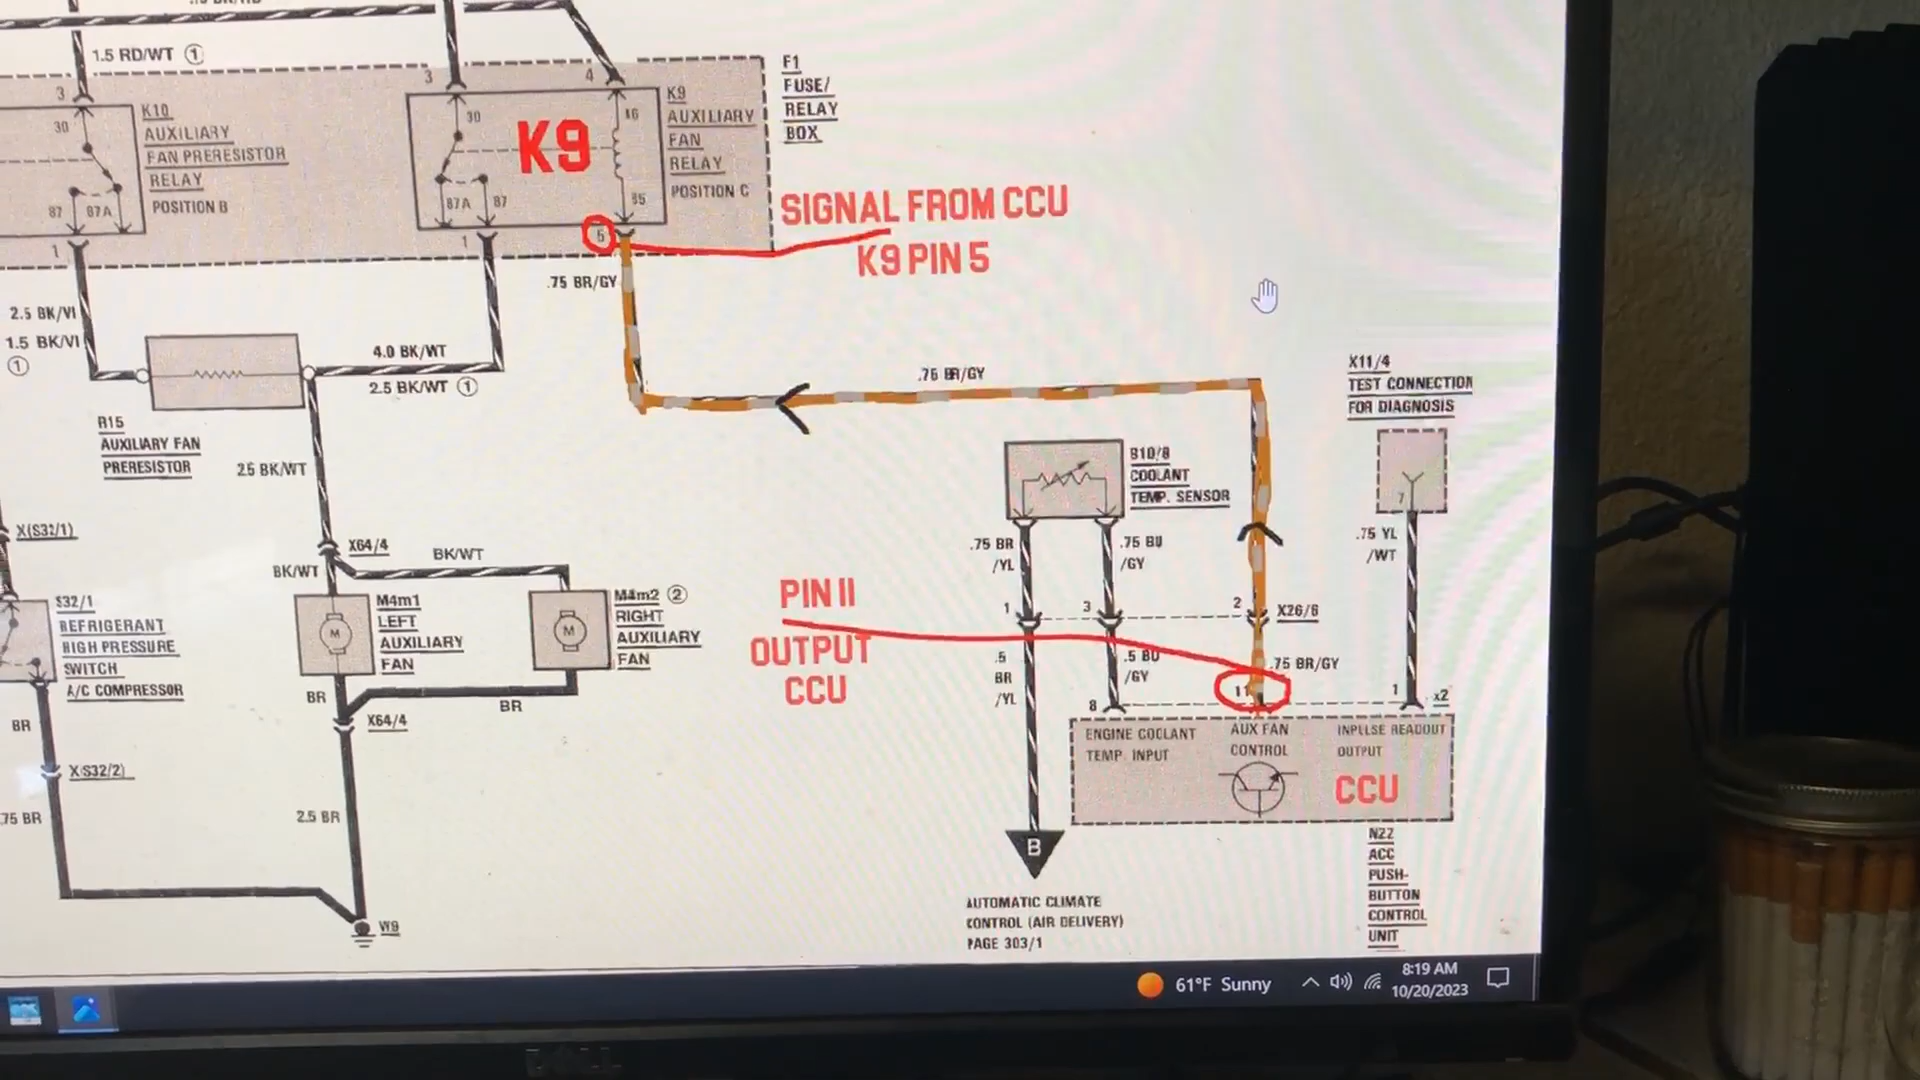 1.5 RD/WT ①
3
30
K10
AUXILIARY
FAN PRERESISTOR
RELAY
POSITION B
87 87A
1
3
4
30
K9
16
87A 87
85
1
5
K9
AUXILIARY
FAN
RELAY
POSITION C
F1
FUSE/
RELAY
BOX
SIGNAL FROM CCU
K9 PIN 5
.75 BR/GY
2.5 BK/VI
1.5 BK/VI
①
4.0 BK/WT
2.5 BK/WT ①
R15
AUXILIARY FAN
PRERESISTOR
25 BK/WT
.76 BR/GY
X11/4
TEST CONNECTION
FOR DIAGNOSIS
7
.75 YL
/WT
B10/8
COOLANT
TEMP. SENSOR
.75 BR
/YL
.75 BU
/GY
1
3
2
X26/6
X(S32/1)
X64/4
BK/WT
BK/WT
S32/1
REFRIGERANT
HIGH PRESSURE
SWITCH
A/C COMPRESSOR
M
M4m1
LEFT
AUXILIARY
FAN
M
M4m2 ②
RIGHT
AUXILIARY
FAN
PIN 11
OUTPUT
CCU
.5
BR
/YL
.5 BU
/GY
.75 BR/GY
8
11
1
x2
BR
BR
BR
X64/4
X(S32/2)
.75 BR
2.5 BR
W9
ENGINE COOLANT
TEMP. INPUT
AUX FAN
CONTROL
INPULSE READOUT
OUTPUT
CCU
B
AUTOMATIC CLIMATE
CONTROL (AIR DELIVERY)
PAGE 303/1
N22
ACC
PUSH-
BUTTON
CONTROL
UNIT
61°F Sunny
8:19 AM
10/20/2023
DELL